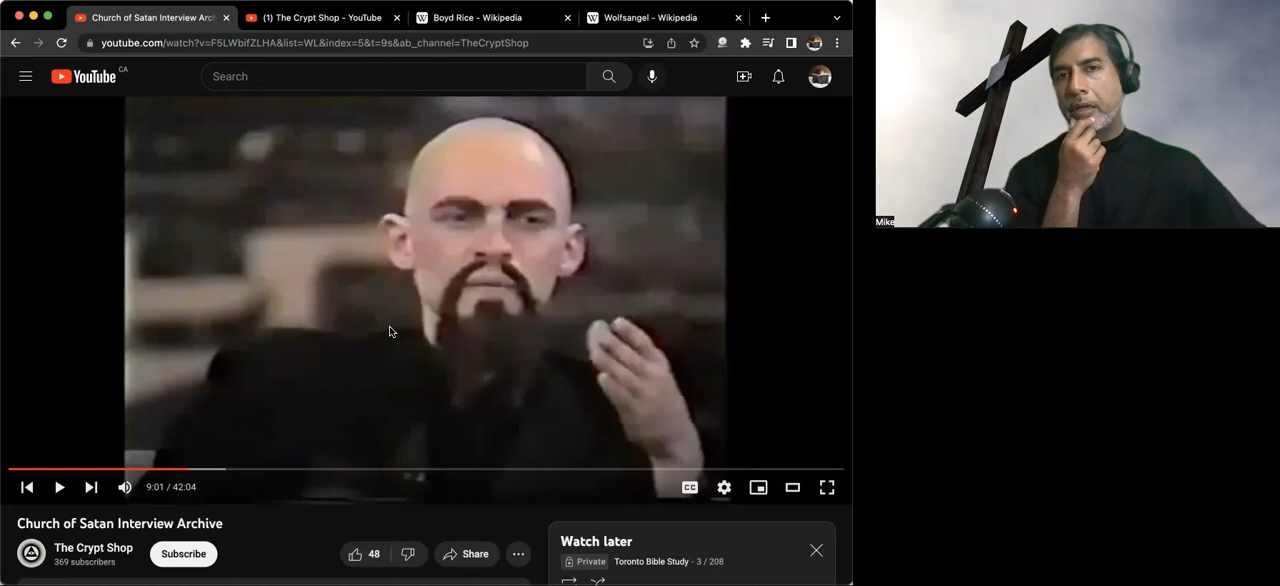 Church of Satan Interview Arch
(1) The Crypt Shop - YouTube
Boyd Rice - Wikipedia
Wolfsangel - Wikipedia
youtube.com/watch?v=F5LWbifZLHA&list=WL&index=5&t=9s&ab_channel=TheCryptShop
YouTube CA
Search
Mike
CC
9:01 / 42:04
Church of Satan Interview Archive
The Crypt Shop
369 subscribers
Subscribe
48
Share
Watch later
Private
Toronto Bible Study - 3 / 208